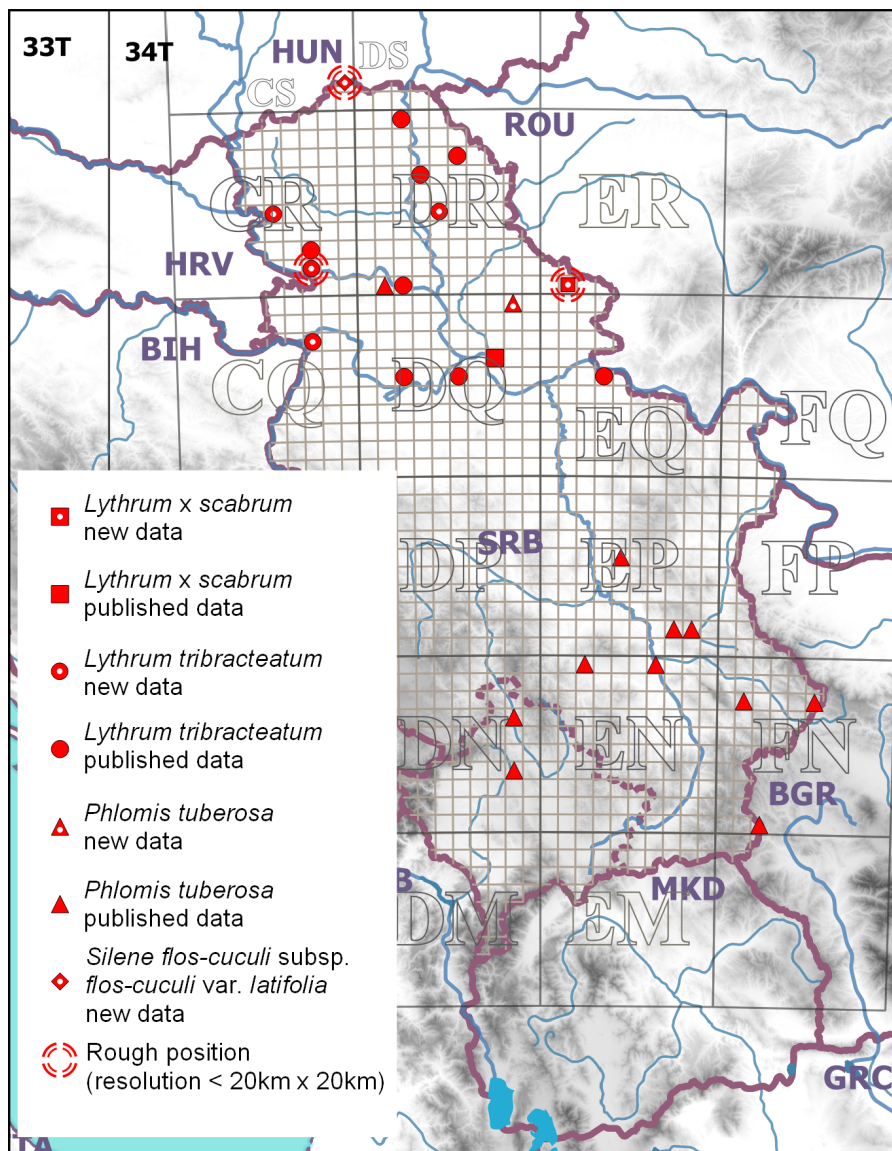 33T
34T
HUN
DS
CS
ROU
CR
DR
ER
HRV
BIH
CQ
DQ
EQ
FQ
Lythrum x scabrum
new data
Lythrum x scabrum
published data
Lythrum tribracteatum
new data
Lythrum tribracteatum
published data
Phlomis tuberosa
new data
Phlomis tuberosa
published data
Silene flos-cuculi subsp.
flos-cuculi var. latifolia
new data
Rough position
(resolution < 20km x 20km)
SRB
DP
EP
FP
DN
EN
FN
BGR
B
MKD
DM
EM
GRC
TA